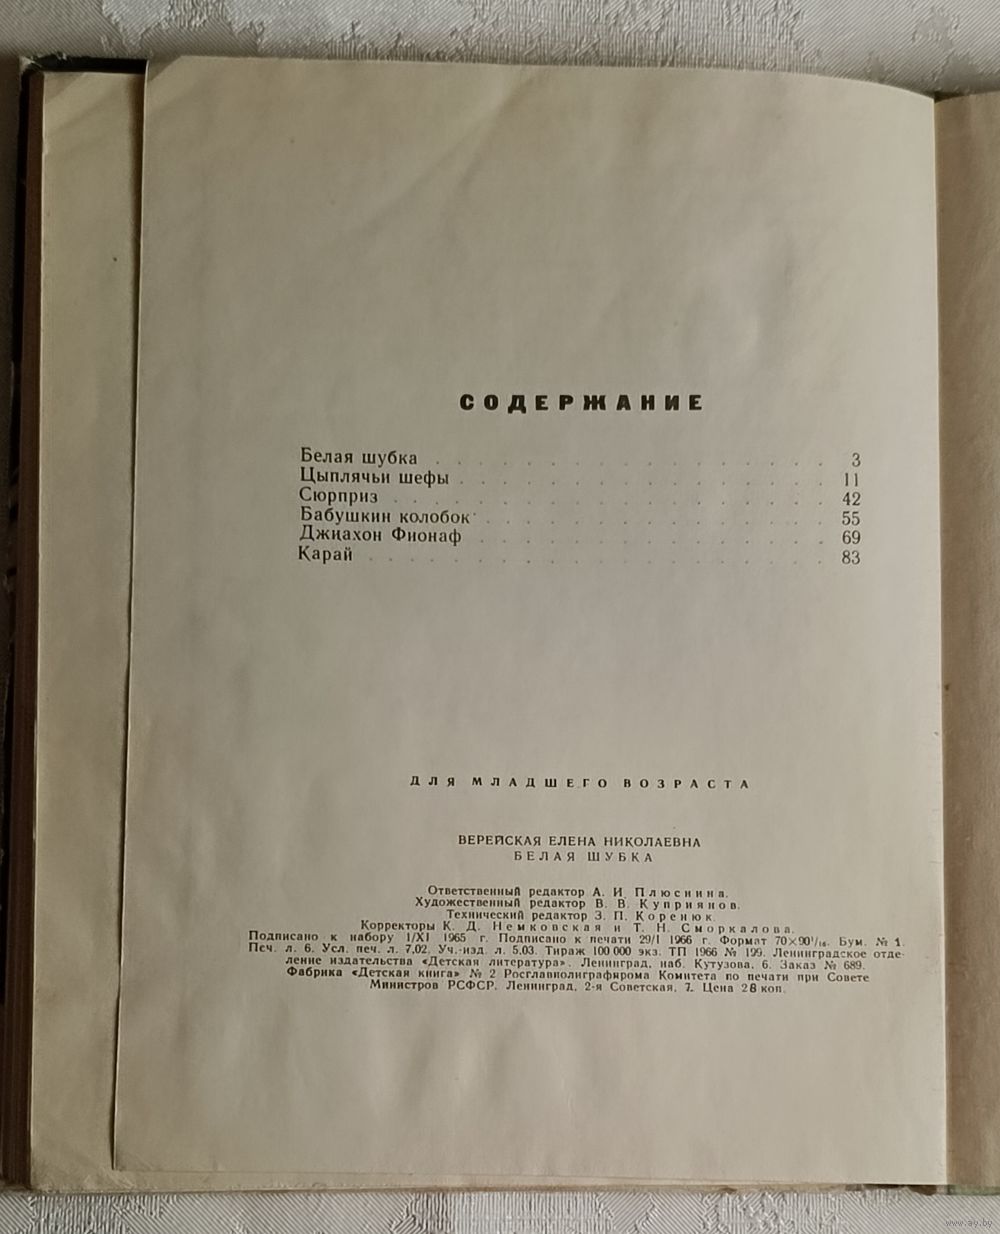 СОДЕРЖАНИЕ
Белая шубка . . . . . . . . . . . . . . . . . . 3
Цыплячьи шефы . . . . . . . . . . . . . . . . . 11
Сюрприз . . . . . . . . . . . . . . . . . . . . 42
Бабушкин колобок . . . . . . . . . . . . . . . . 55
Джиахон Фионаф . . . . . . . . . . . . . . . . . 69
Карай . . . . . . . . . . . . . . . . . . . . . 83
ДЛЯ МЛАДШЕГО ВОЗРАСТА
ВЕРЕЙСКАЯ ЕЛЕНА НИКОЛАЕВНА
БЕЛАЯ ШУБКА
Ответственный редактор А. И. Плюснина.
Художественный редактор В. В. Куприянов.
Технический редактор З. П. Коренюк.
Корректоры К. Д. Немковская и Т. Н. Сморкалова.
Подписано к набору 1/XI 1965 г. Подписано к печати 29/I 1966 г. Формат 70×90¹/₁₆. Бум. № 1.
Печ. л. 6. Усл. печ. л. 7,02. Уч.-изд. л. 5,03. Тираж 100 000 экз. ТП 1966 № 199. Ленинградское отде-
ление издательства «Детская литература». Ленинград, наб. Кутузова, 6. Заказ № 689.
Фабрика «Детская книга» № 2 Росглавполиграфпрома Комитета по печати при Совете
Министров РСФСР. Ленинград, 2-я Советская, 7. Цена 28 коп.
www.ay.by